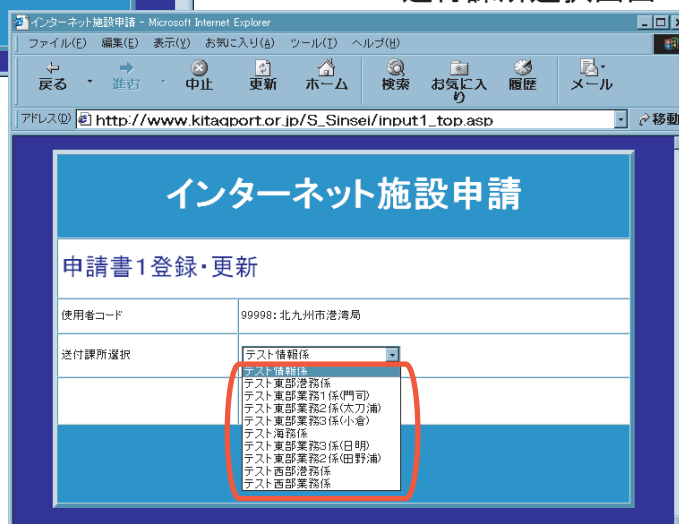 インターネット施設申請 - Microsoft Internet Explorer
ファイル(F) 編集(E) 表示(V) お気に入り(A) ツール(T) ヘルプ(H)
戻る 進む 中止 更新 ホーム 検索 お気に入り 履歴 メール
アドレス(D) http://www.kitaqport.or.jp/S_Sinsei/input1_top.asp 移動
インターネット施設申請
申請書1登録・更新
使用者コード 99998:北九州市港湾局
送付課所選択 テスト情報係
テスト情報係
テスト東部港務係
テスト東部業務1係(門司)
テスト東部業務2係(太刀浦)
テスト東部業務3係(小倉)
テスト海務係
テスト東部業務3係(日明)
テスト東部業務2係(田野浦)
テスト西部港務係
テスト西部業務係